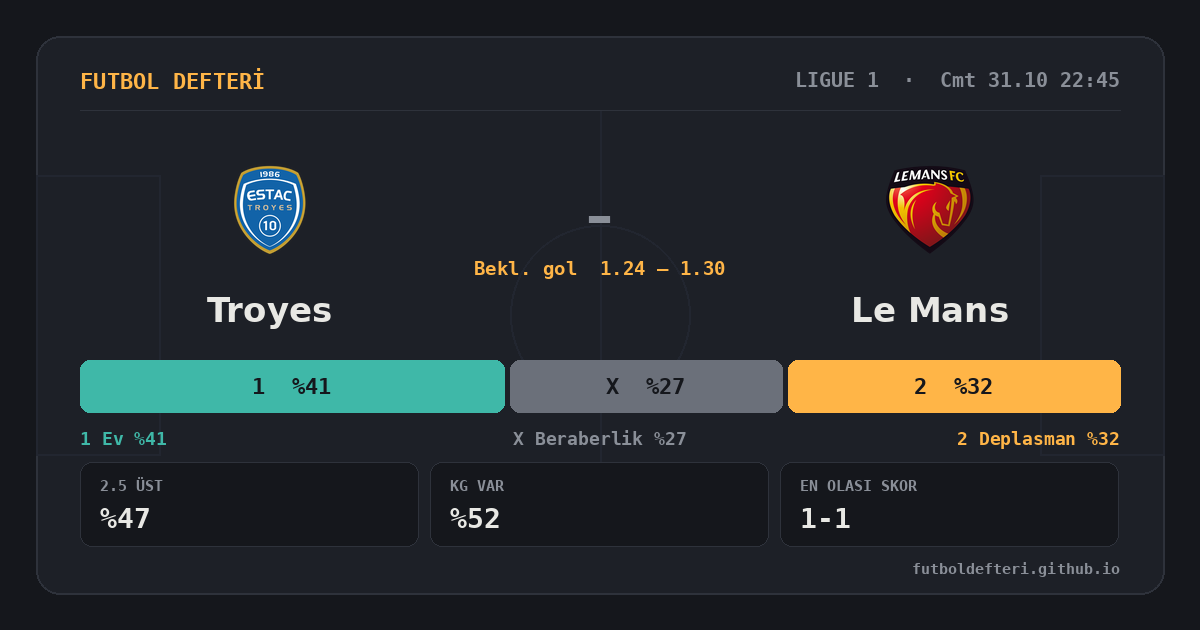 FUTBOL DEFTERİ
LIGUE 1 · Cmt 31.10 22:45
1986
ESTAC
TROYES
10
LEMANS FC
–
Bekl. gol 1.24 — 1.30
Troyes
Le Mans
1 %41
X %27
2 %32
1 Ev %41
X Beraberlik %27
2 Deplasman %32
2.5 ÜST
KG VAR
EN OLASI SKOR
%47
%52
1-1
futboldefteri.github.io